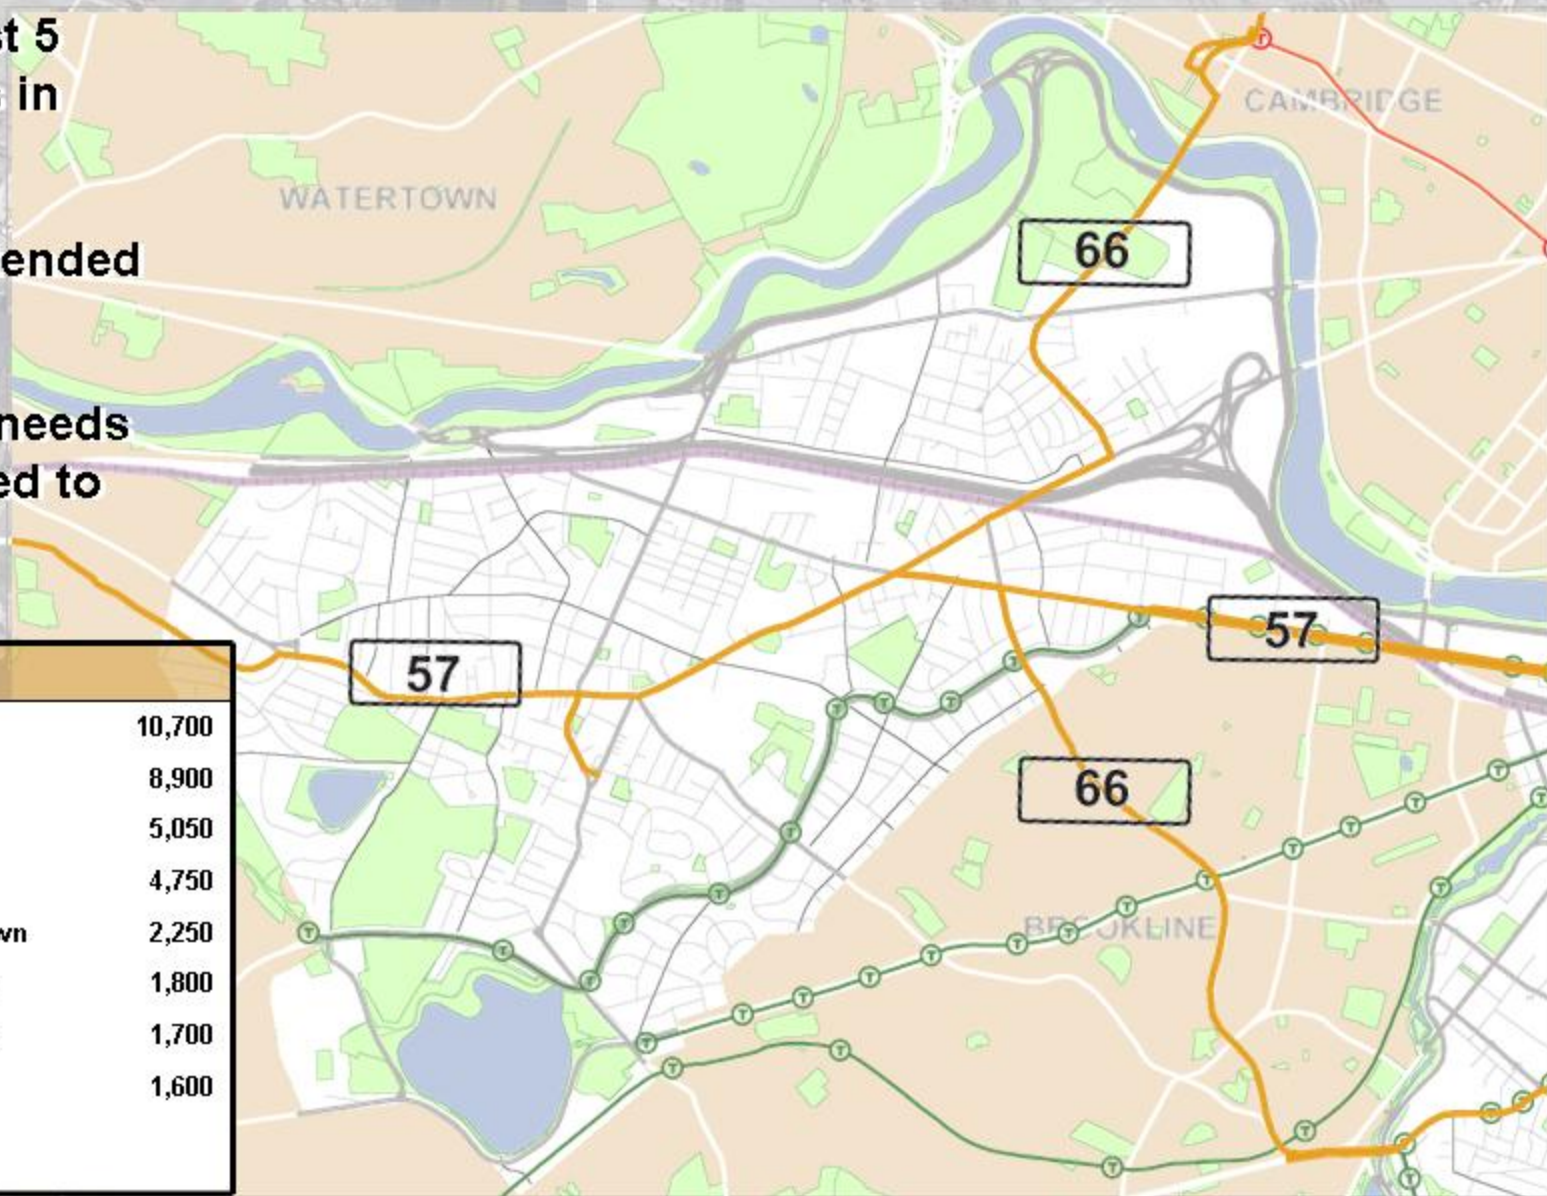 st 5
in
ended
needs
ed to
CAMBRIDGE
WATERTOWN
66
57
57
66
BROOKLINE
10,700
8,900
5,050
4,750
wn 2,250
1,800
1,700
1,600